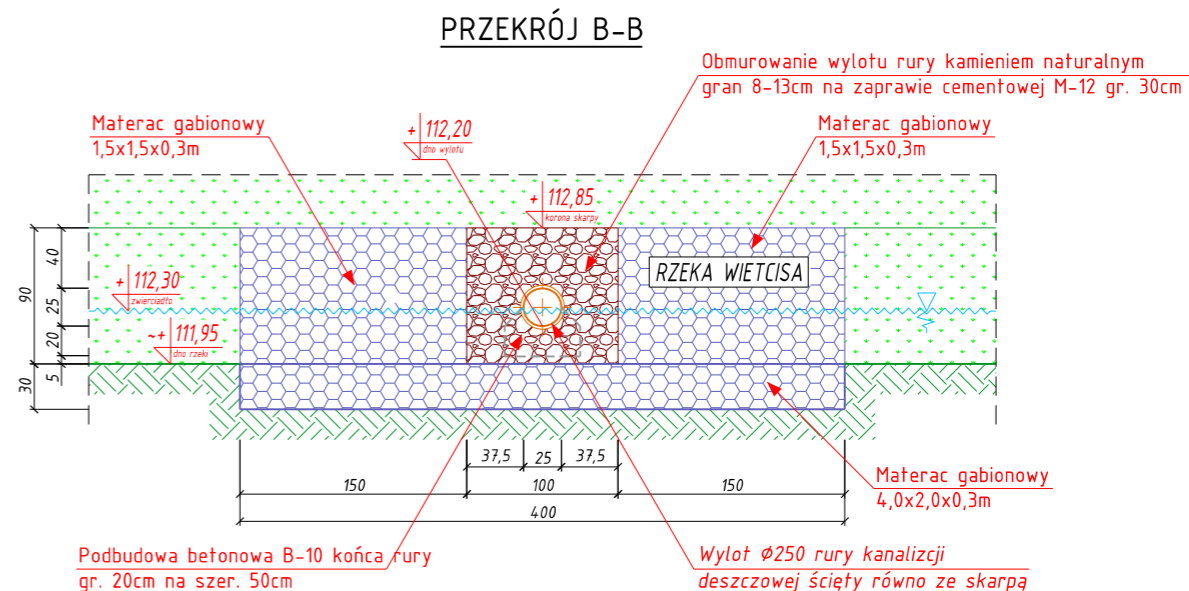 PRZEKRÓJ B-B
Obmurowanie wylotu rury kamieniem naturalnym
gran 8-13cm na zaprawie cementowej M-12 gr. 30cm
Materac gabionowy
1,5x1,5x0,3m
+ 112,20
dno wylotu
Materac gabionowy
1,5x1,5x0,3m
+ 112,85
korona skarpy
RZEKA WIETCISA
+ 112,30
zwierciadło
~+ 111,95
dno rzeki
90
30
40
25
20
5
37,5
25
37,5
150
100
150
400
Materac gabionowy
4,0x2,0x0,3m
Podbudowa betonowa B-10 końca rury
gr. 20cm na szer. 50cm
Wylot Ø250 rury kanalizcji
deszczowej ścięty równo ze skarpą